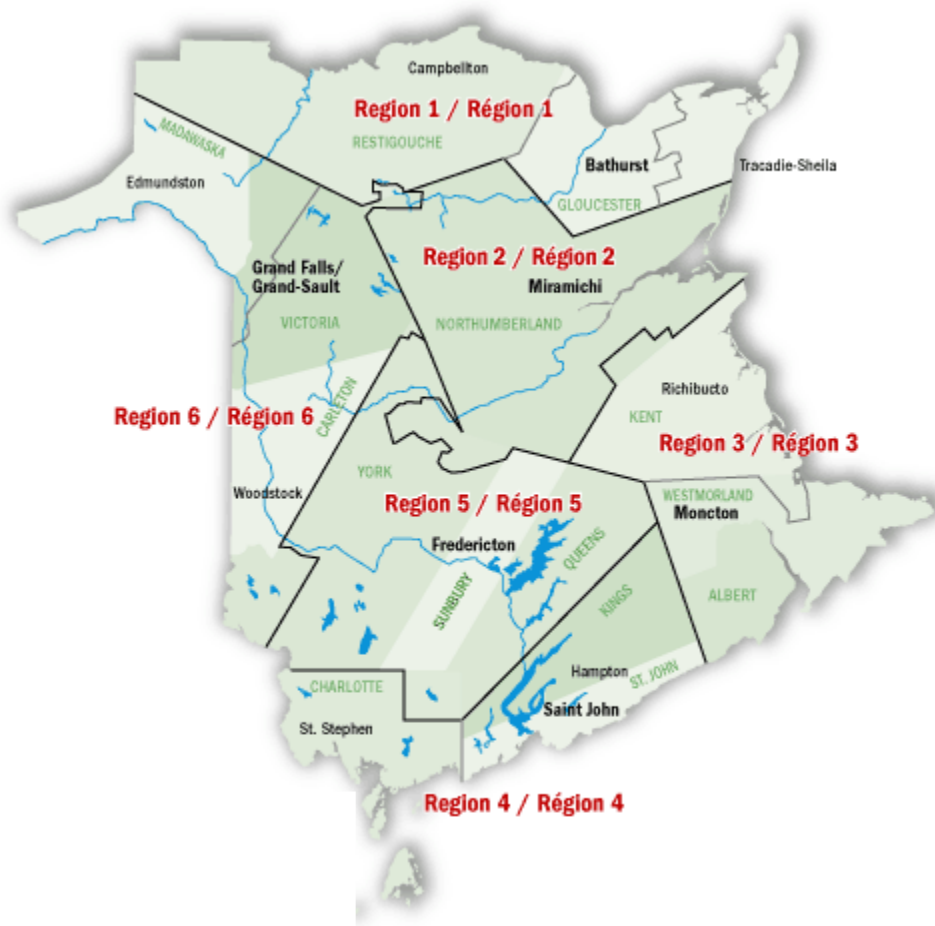 Campbellton
Region 1 / Région 1
RESTIGOUCHE
MADAWASKA
Bathurst
Tracadie-Sheila
Edmundston
GLOUCESTER
Region 2 / Région 2
Grand Falls/
Grand-Sault
Miramichi
VICTORIA
NORTHUMBERLAND
Richibucto
CARLETON
KENT
Region 6 / Région 6
Region 3 / Région 3
YORK
Woodstock
WESTMORLAND
Region 5 / Région 5
Moncton
Fredericton
QUEENS
SUNBURY
KINGS
ALBERT
Hampton
ST. JOHN
CHARLOTTE
Saint John
St. Stephen
Region 4 / Région 4